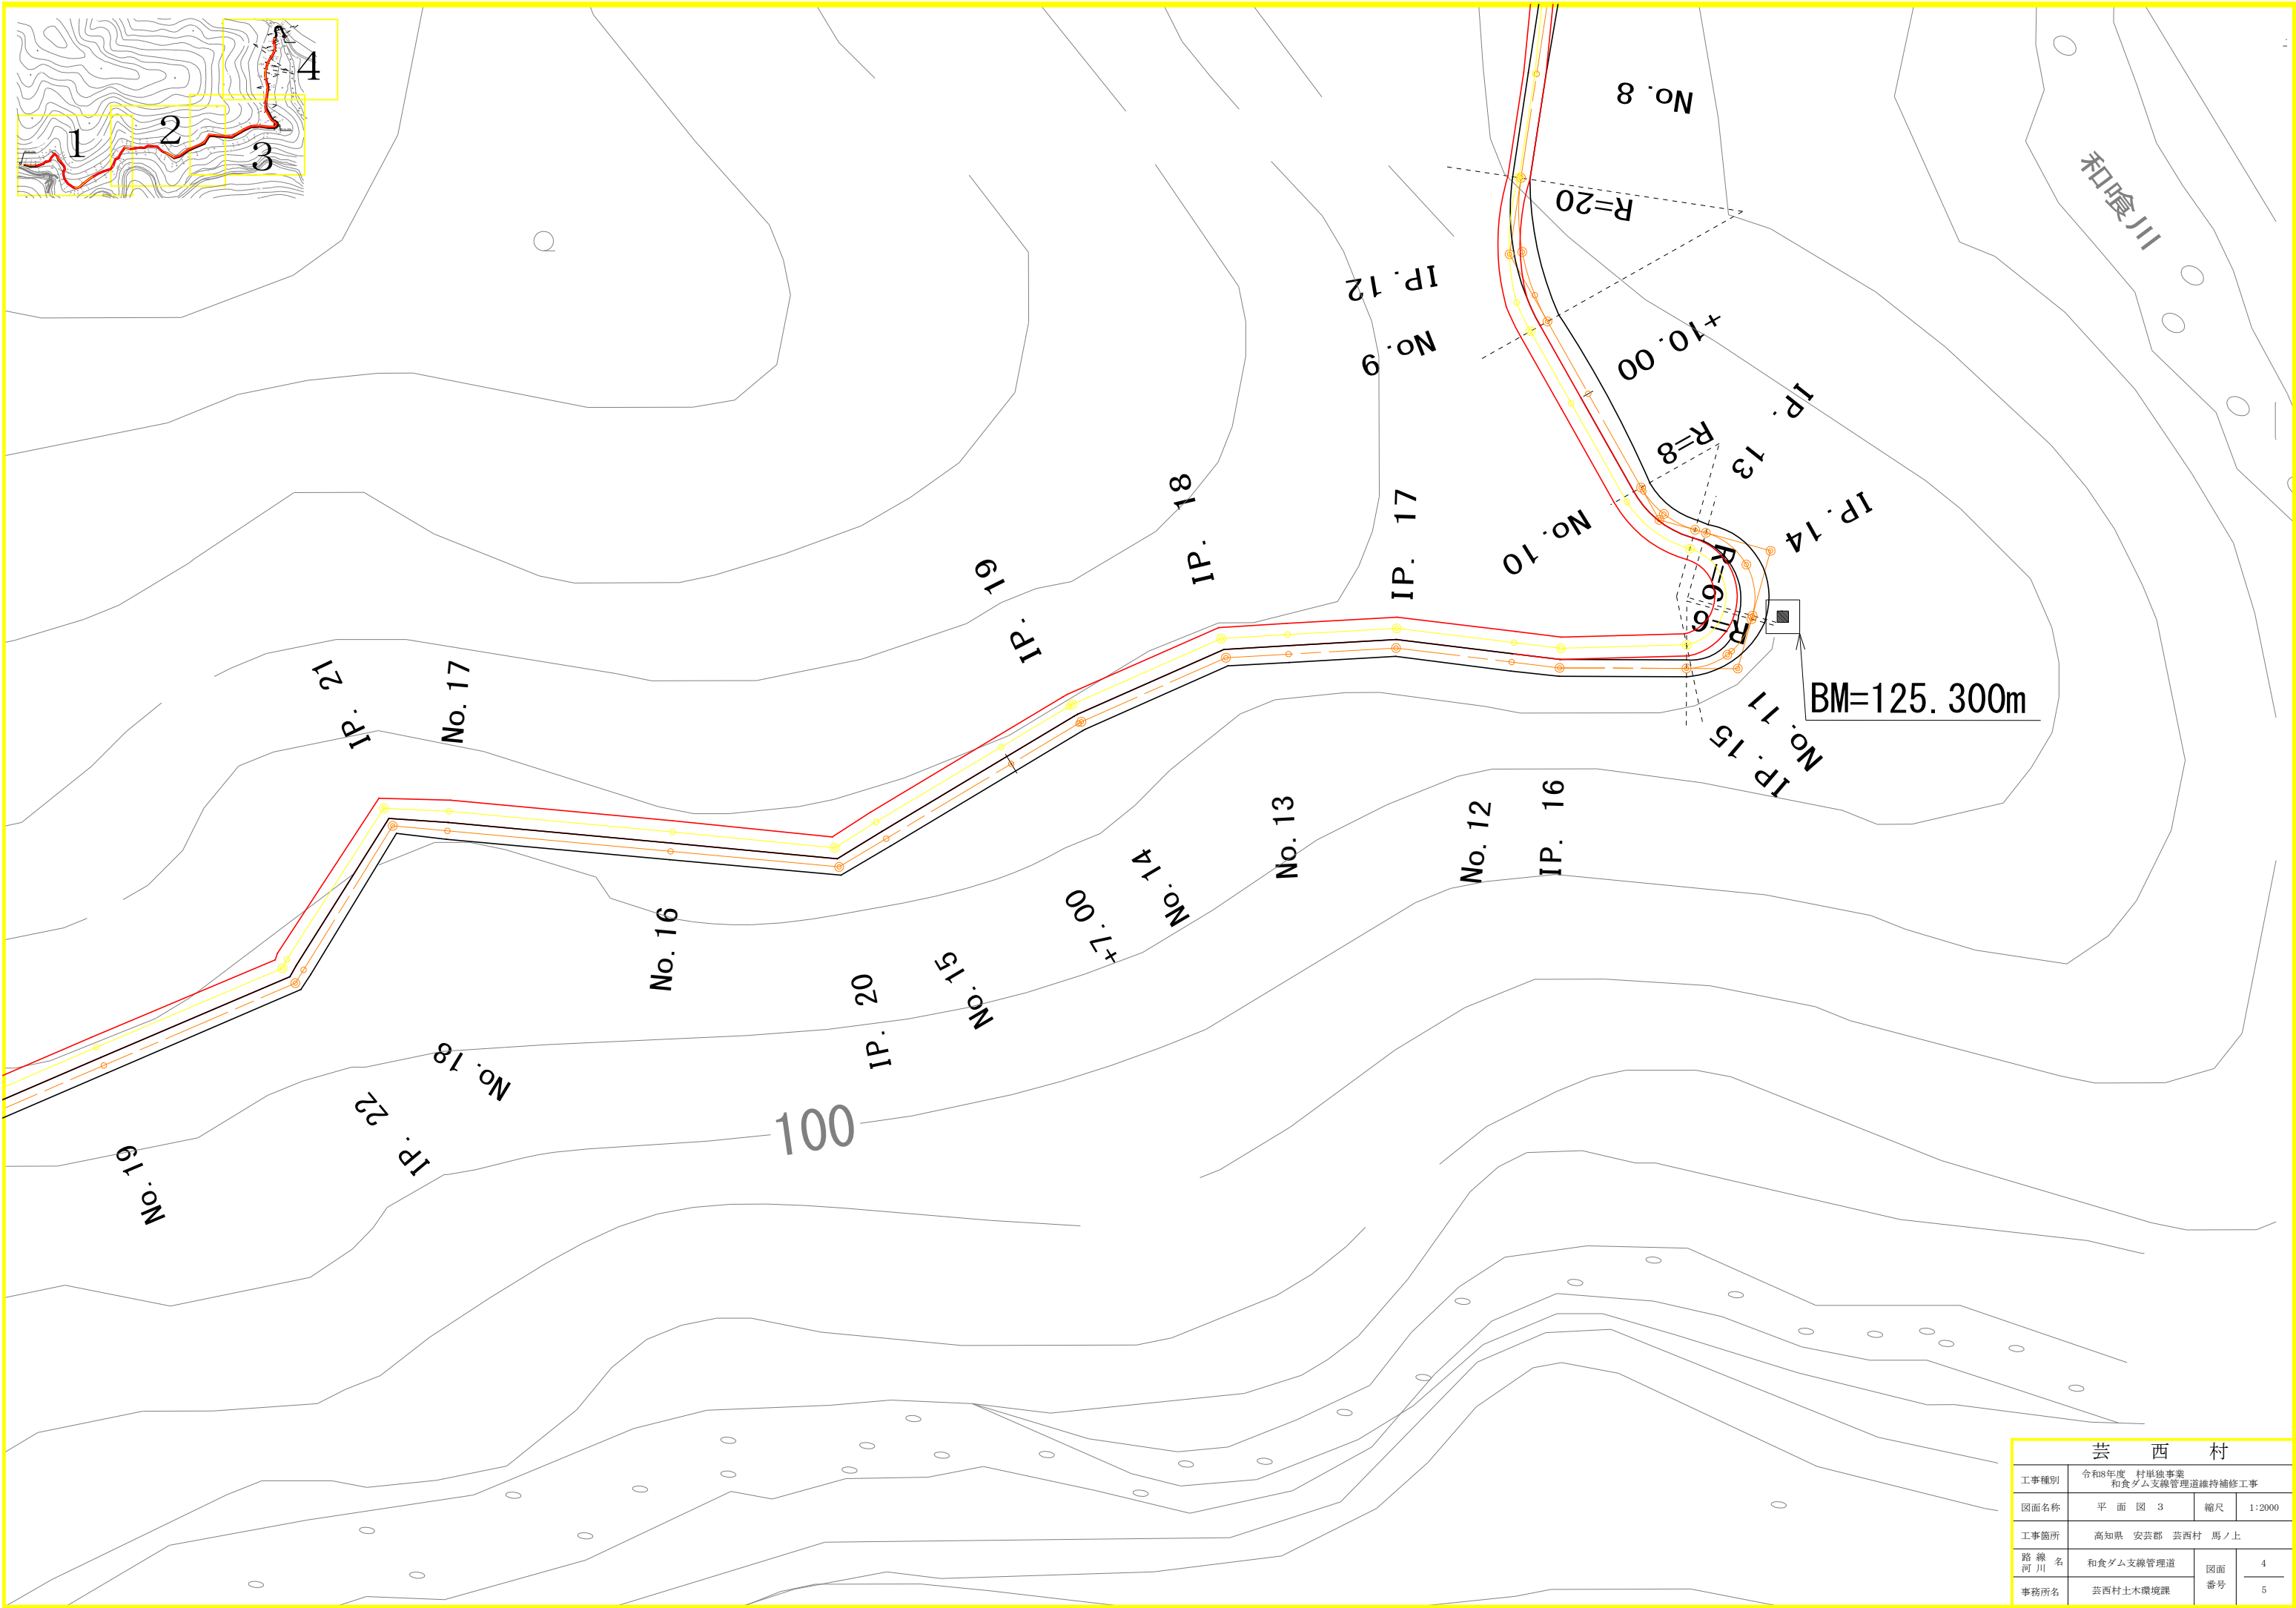 1
2
3
4
No. 8
R=20
和喰川
IP. 12
No. 9
+10. 00
IP. 13
R=8
IP. 14
No. 10
R=6
R=6
BM=125. 300m
No. 11
IP. 15
IP. 17
IP. 18
IP. 19
IP. 21
No. 17
IP. 16
No. 12
No. 13
No. 14
+7. 00
No. 15
IP. 20
No. 16
No. 18
IP. 22
No. 19
100
芸 西 村
工事種別 令和8年度 村単独事業
和食ダム支線管理道維持補修工事
図面名称 平 面 図 3 縮尺 1:2000
工事箇所 高知県 安芸郡 芸西村 馬ノ上
路線名
河川 和食ダム支線管理道 図面番号 4
事務所名 芸西村土木環境課 5